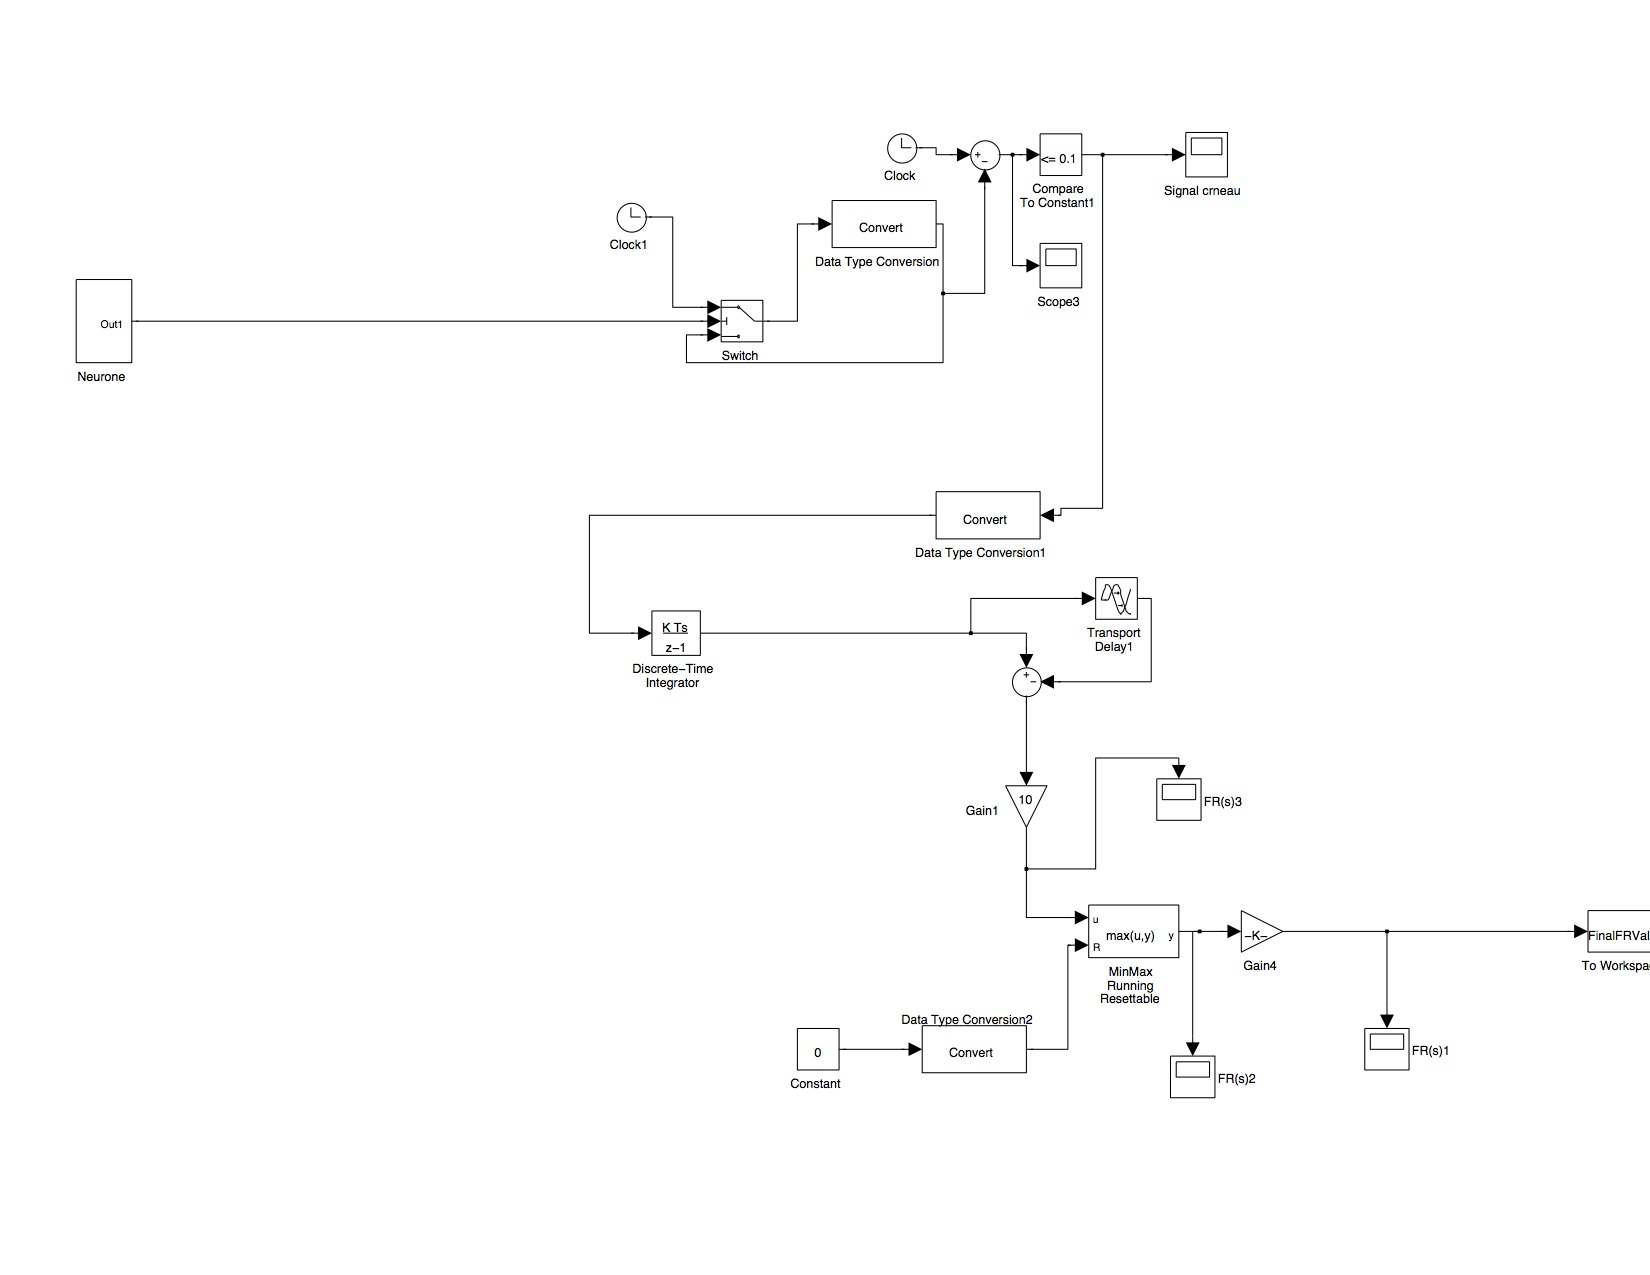 Clock
+
−
<= 0.1
Compare
To Constant1
Signal crneau
Clock1
Convert
Data Type Conversion
Scope3
Out1
Neurone
Switch
Convert
Data Type Conversion1
K Ts
z−1
Discrete−Time
Integrator
Transport
Delay1
+
−
10
Gain1
FR(s)3
u
max(u,y)
y
R
MinMax
Running
Resettable
−K−
Gain4
FinalFRVal
To Workspa
Data Type Conversion2
0
Convert
Constant
FR(s)1
FR(s)2